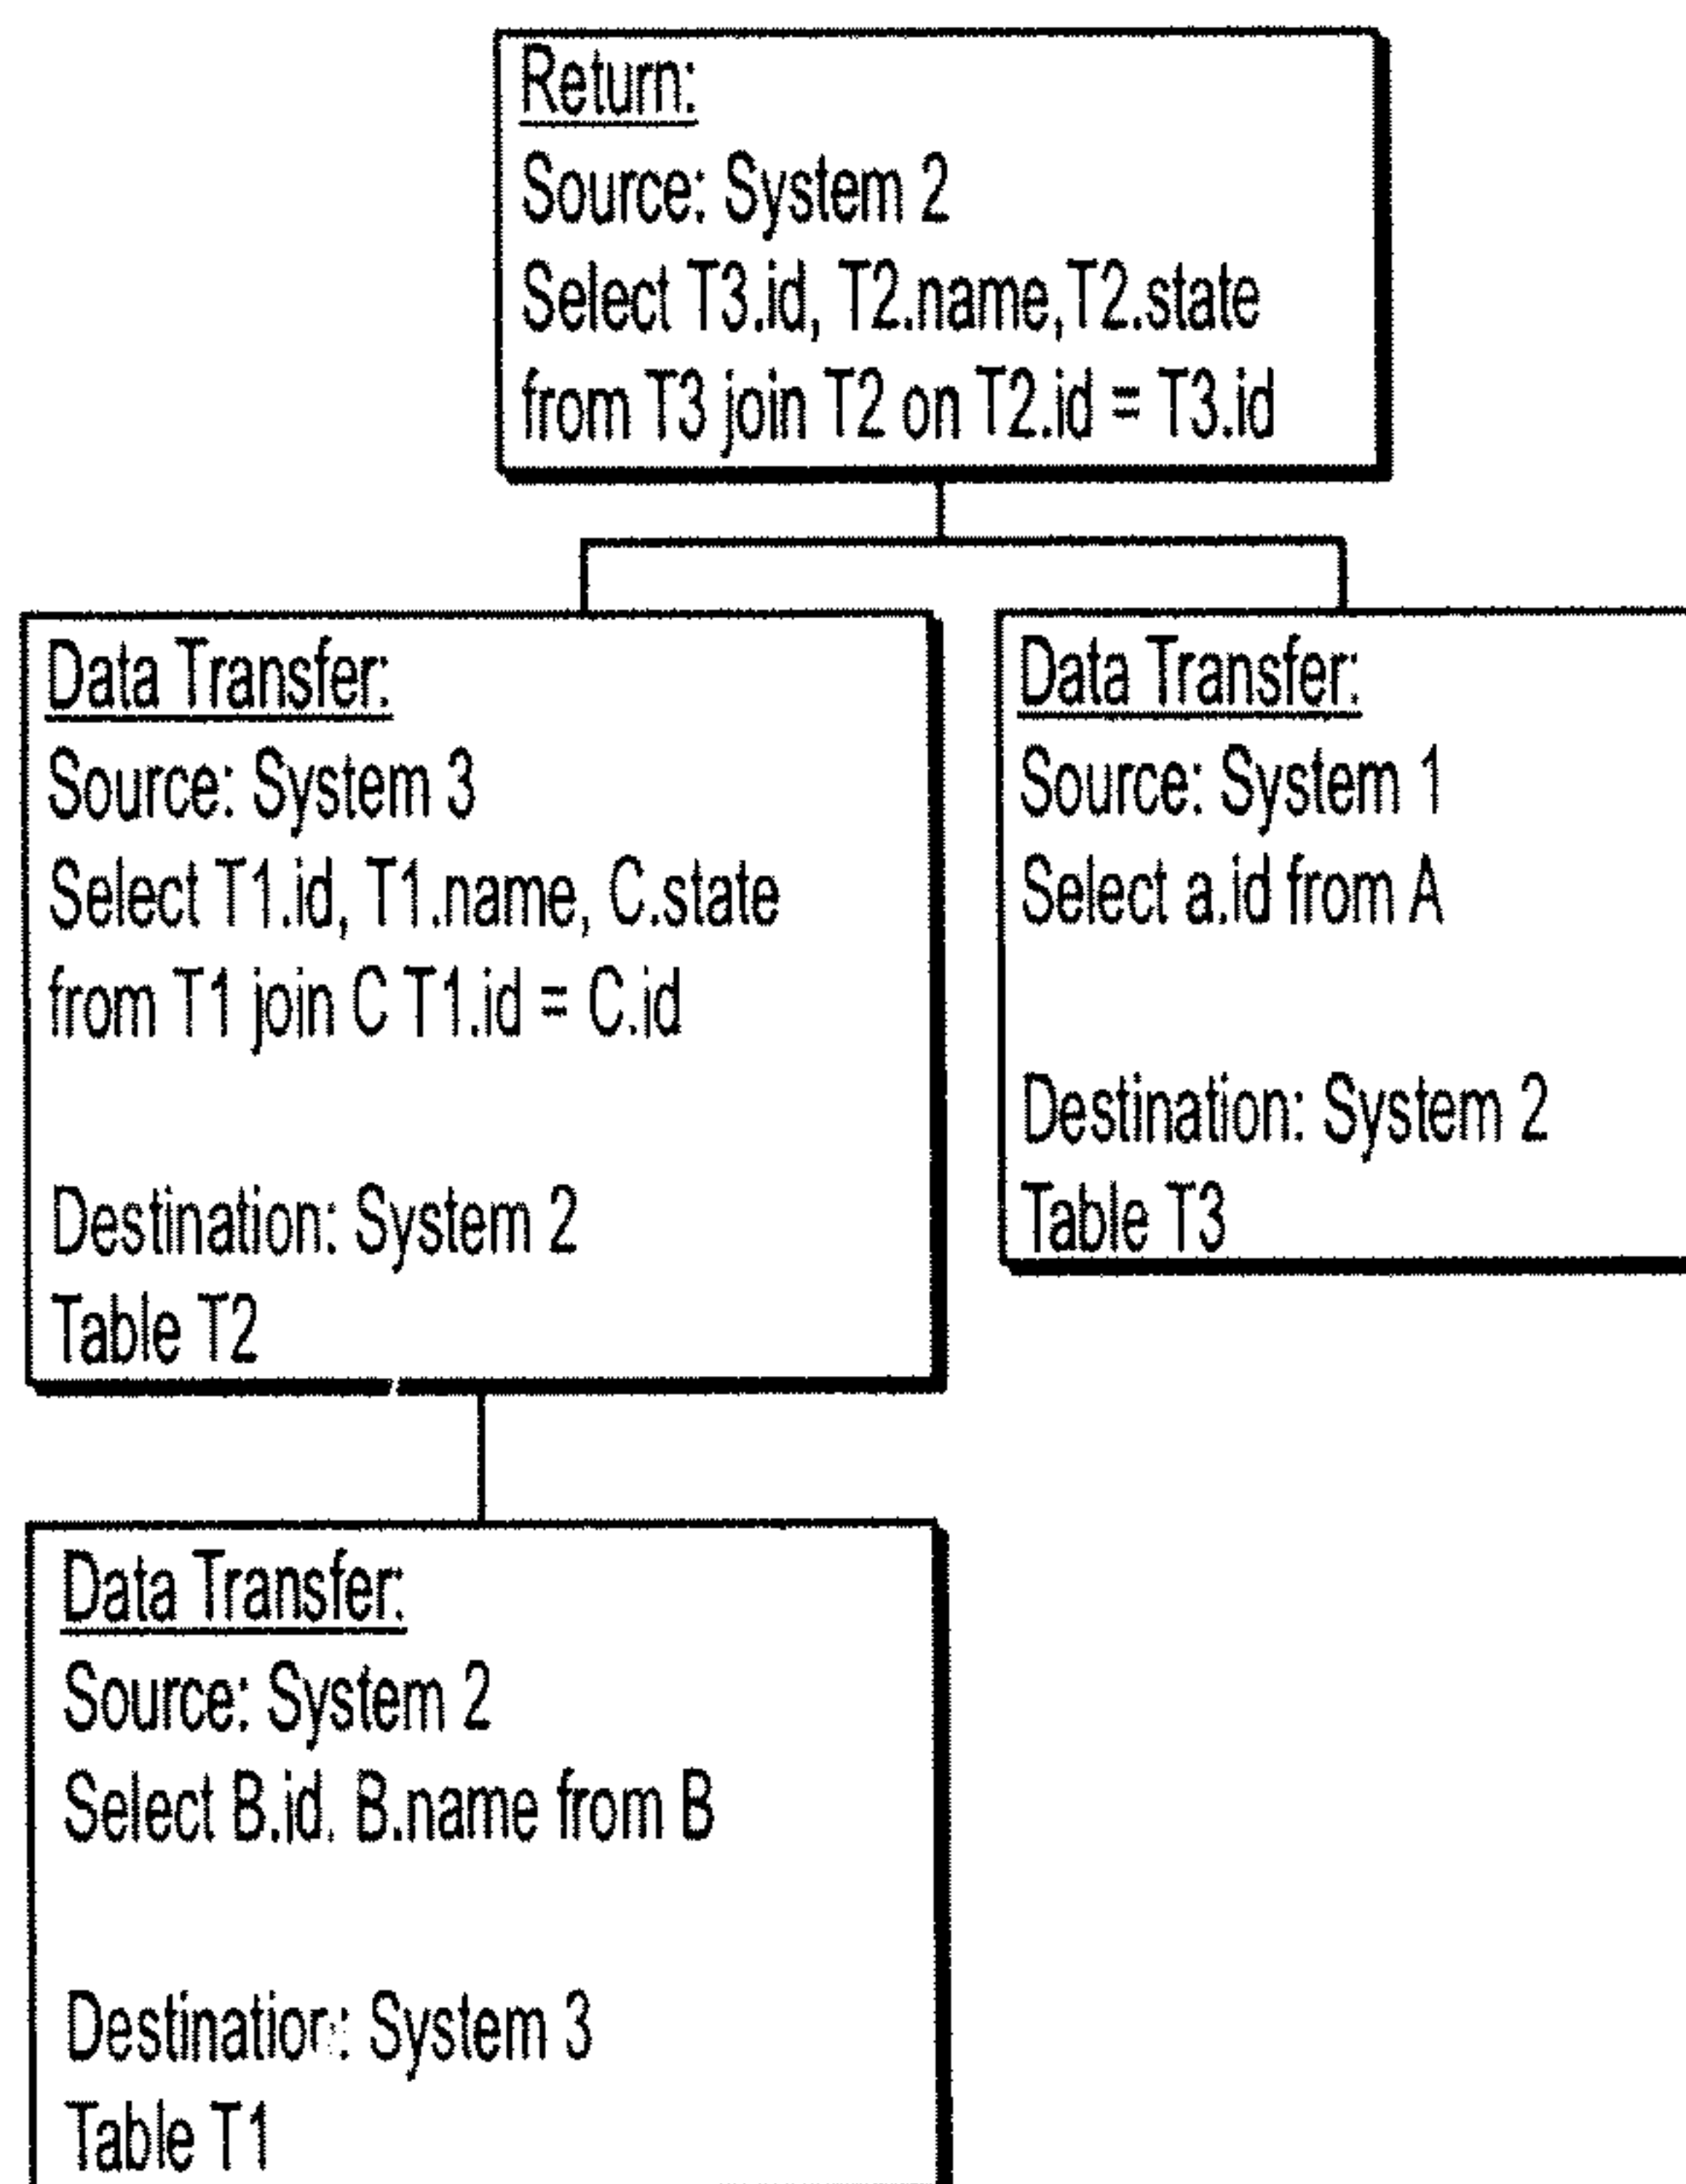 Return:
Source: System 2
Select T3.id, T2.name,T2.state
from T3 join T2 on T2.id = T3.id
Data Transfer:
Source: System 3
Select T1.id, T1.name, C.state
from T1 join C T1.id = C.id
Destination: System 2
Table T2
Data Transfer:
Source: System 1
Select a.id from A
Destination: System 2
Table T3
Data Transfer:
Source: System 2
Select B.id, B.name from B
Destination: System 3
Table T1